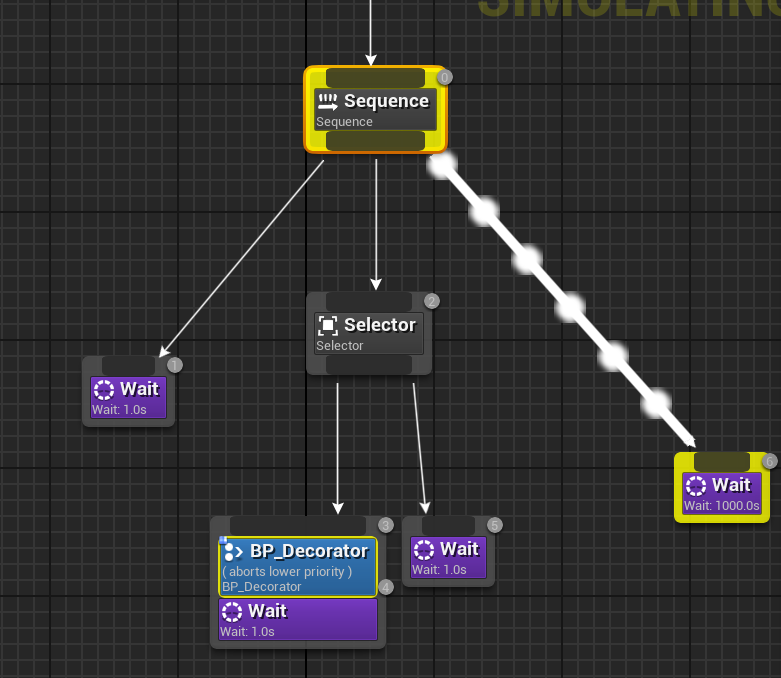 SIMULATING
0
Sequence
Sequence
2
Selector
Selector
1
Wait
Wait: 1.0s
6
Wait
Wait: 1000.0s
3
BP_Decorator
( aborts lower priority )
BP_Decorator
4
Wait
Wait: 1.0s
5
Wait
Wait: 1.0s